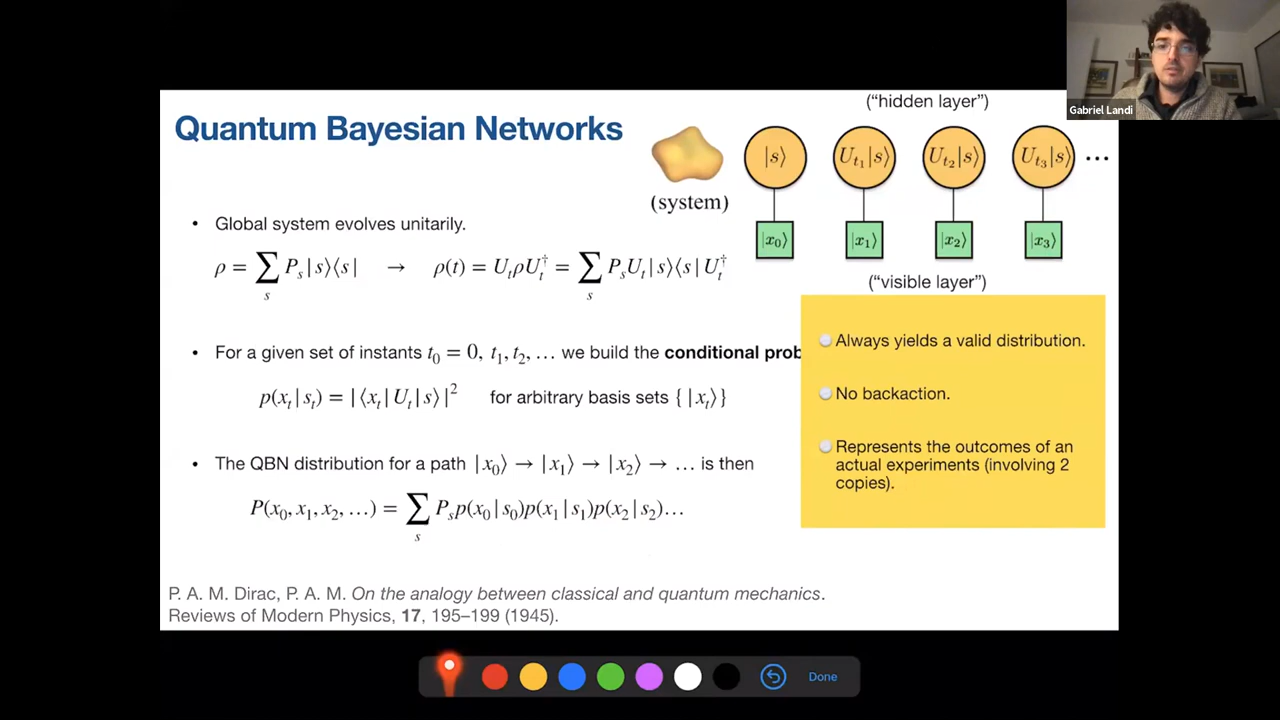 Gabriel Landi
Quantum Bayesian Networks
("hidden layer")
|s⟩ U_{t_1}|s⟩ U_{t_2}|s⟩ U_{t_3}|s⟩ ...
(system)
|x_0⟩ |x_1⟩ |x_2⟩ |x_3⟩
("visible layer")
• Global system evolves unitarily.
ρ = ∑_s P_s |s⟩⟨s| → ρ(t) = U_t ρ U_t^† = ∑_s P_s U_t |s⟩⟨s| U_t^†
• For a given set of instants t_0 = 0, t_1, t_2, … we build the conditional prob
p(x_t | s_t) = |⟨x_t | U_t | s⟩|^2 for arbitrary basis sets { |x_t⟩}
• The QBN distribution for a path |x_0⟩ → |x_1⟩ → |x_2⟩ → … is then
P(x_0, x_1, x_2, …) = ∑_s P_s p(x_0 | s_0)p(x_1 | s_1)p(x_2 | s_2)…
Always yields a valid distribution.
No backaction.
Represents the outcomes of an
actual experiments (involving 2
copies).
P. A. M. Dirac, P. A. M. On the analogy between classical and quantum mechanics.
Reviews of Modern Physics, 17, 195–199 (1945).
Done